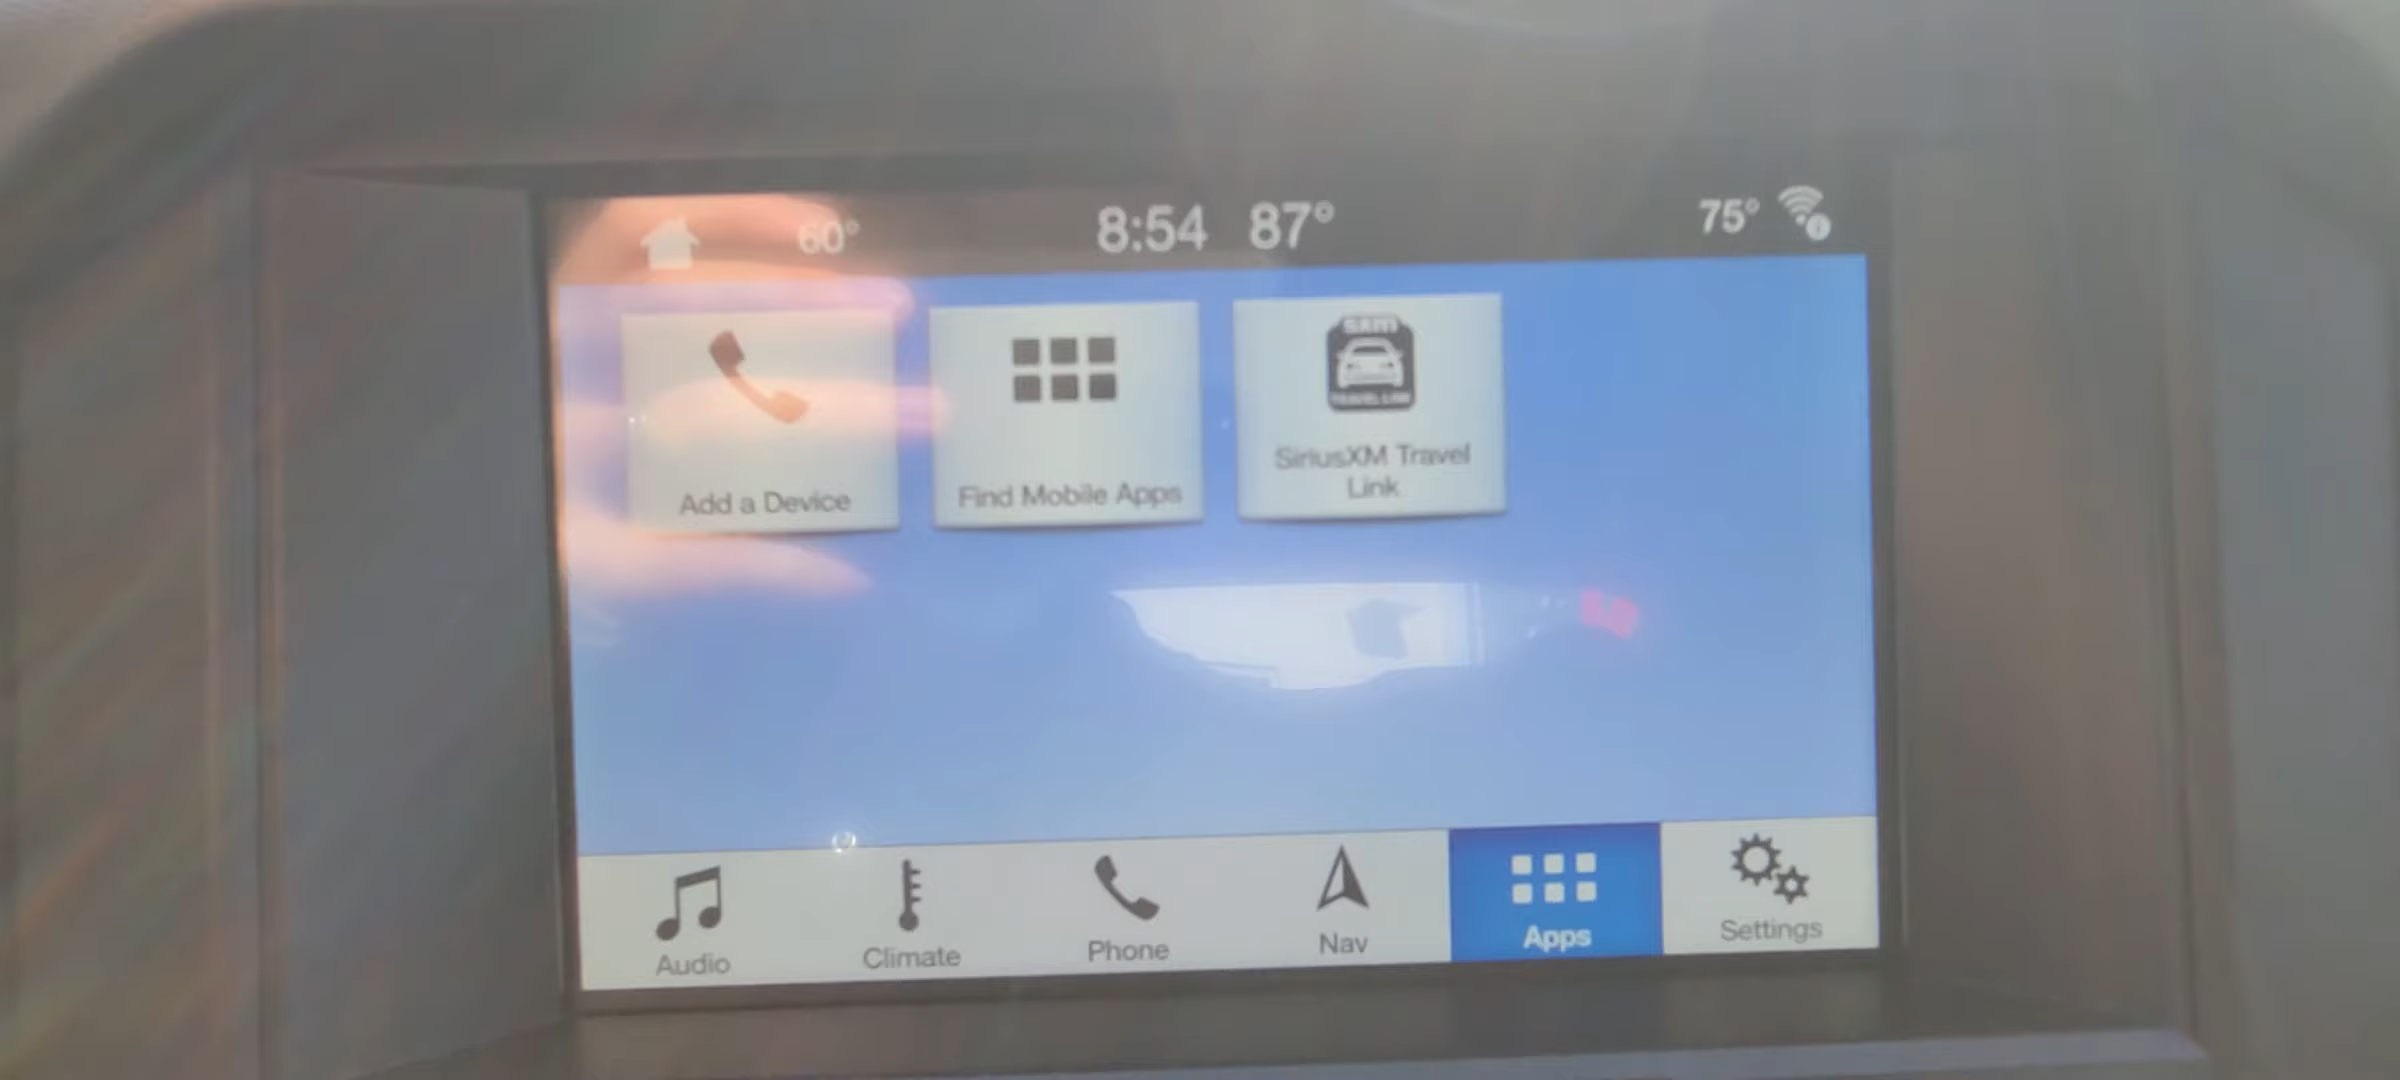 60° 8:54 87° 75°
Add a Device
Find Mobile Apps
SiriusXM Travel
Link
Audio
Climate
Phone
Nav
Apps
Settings